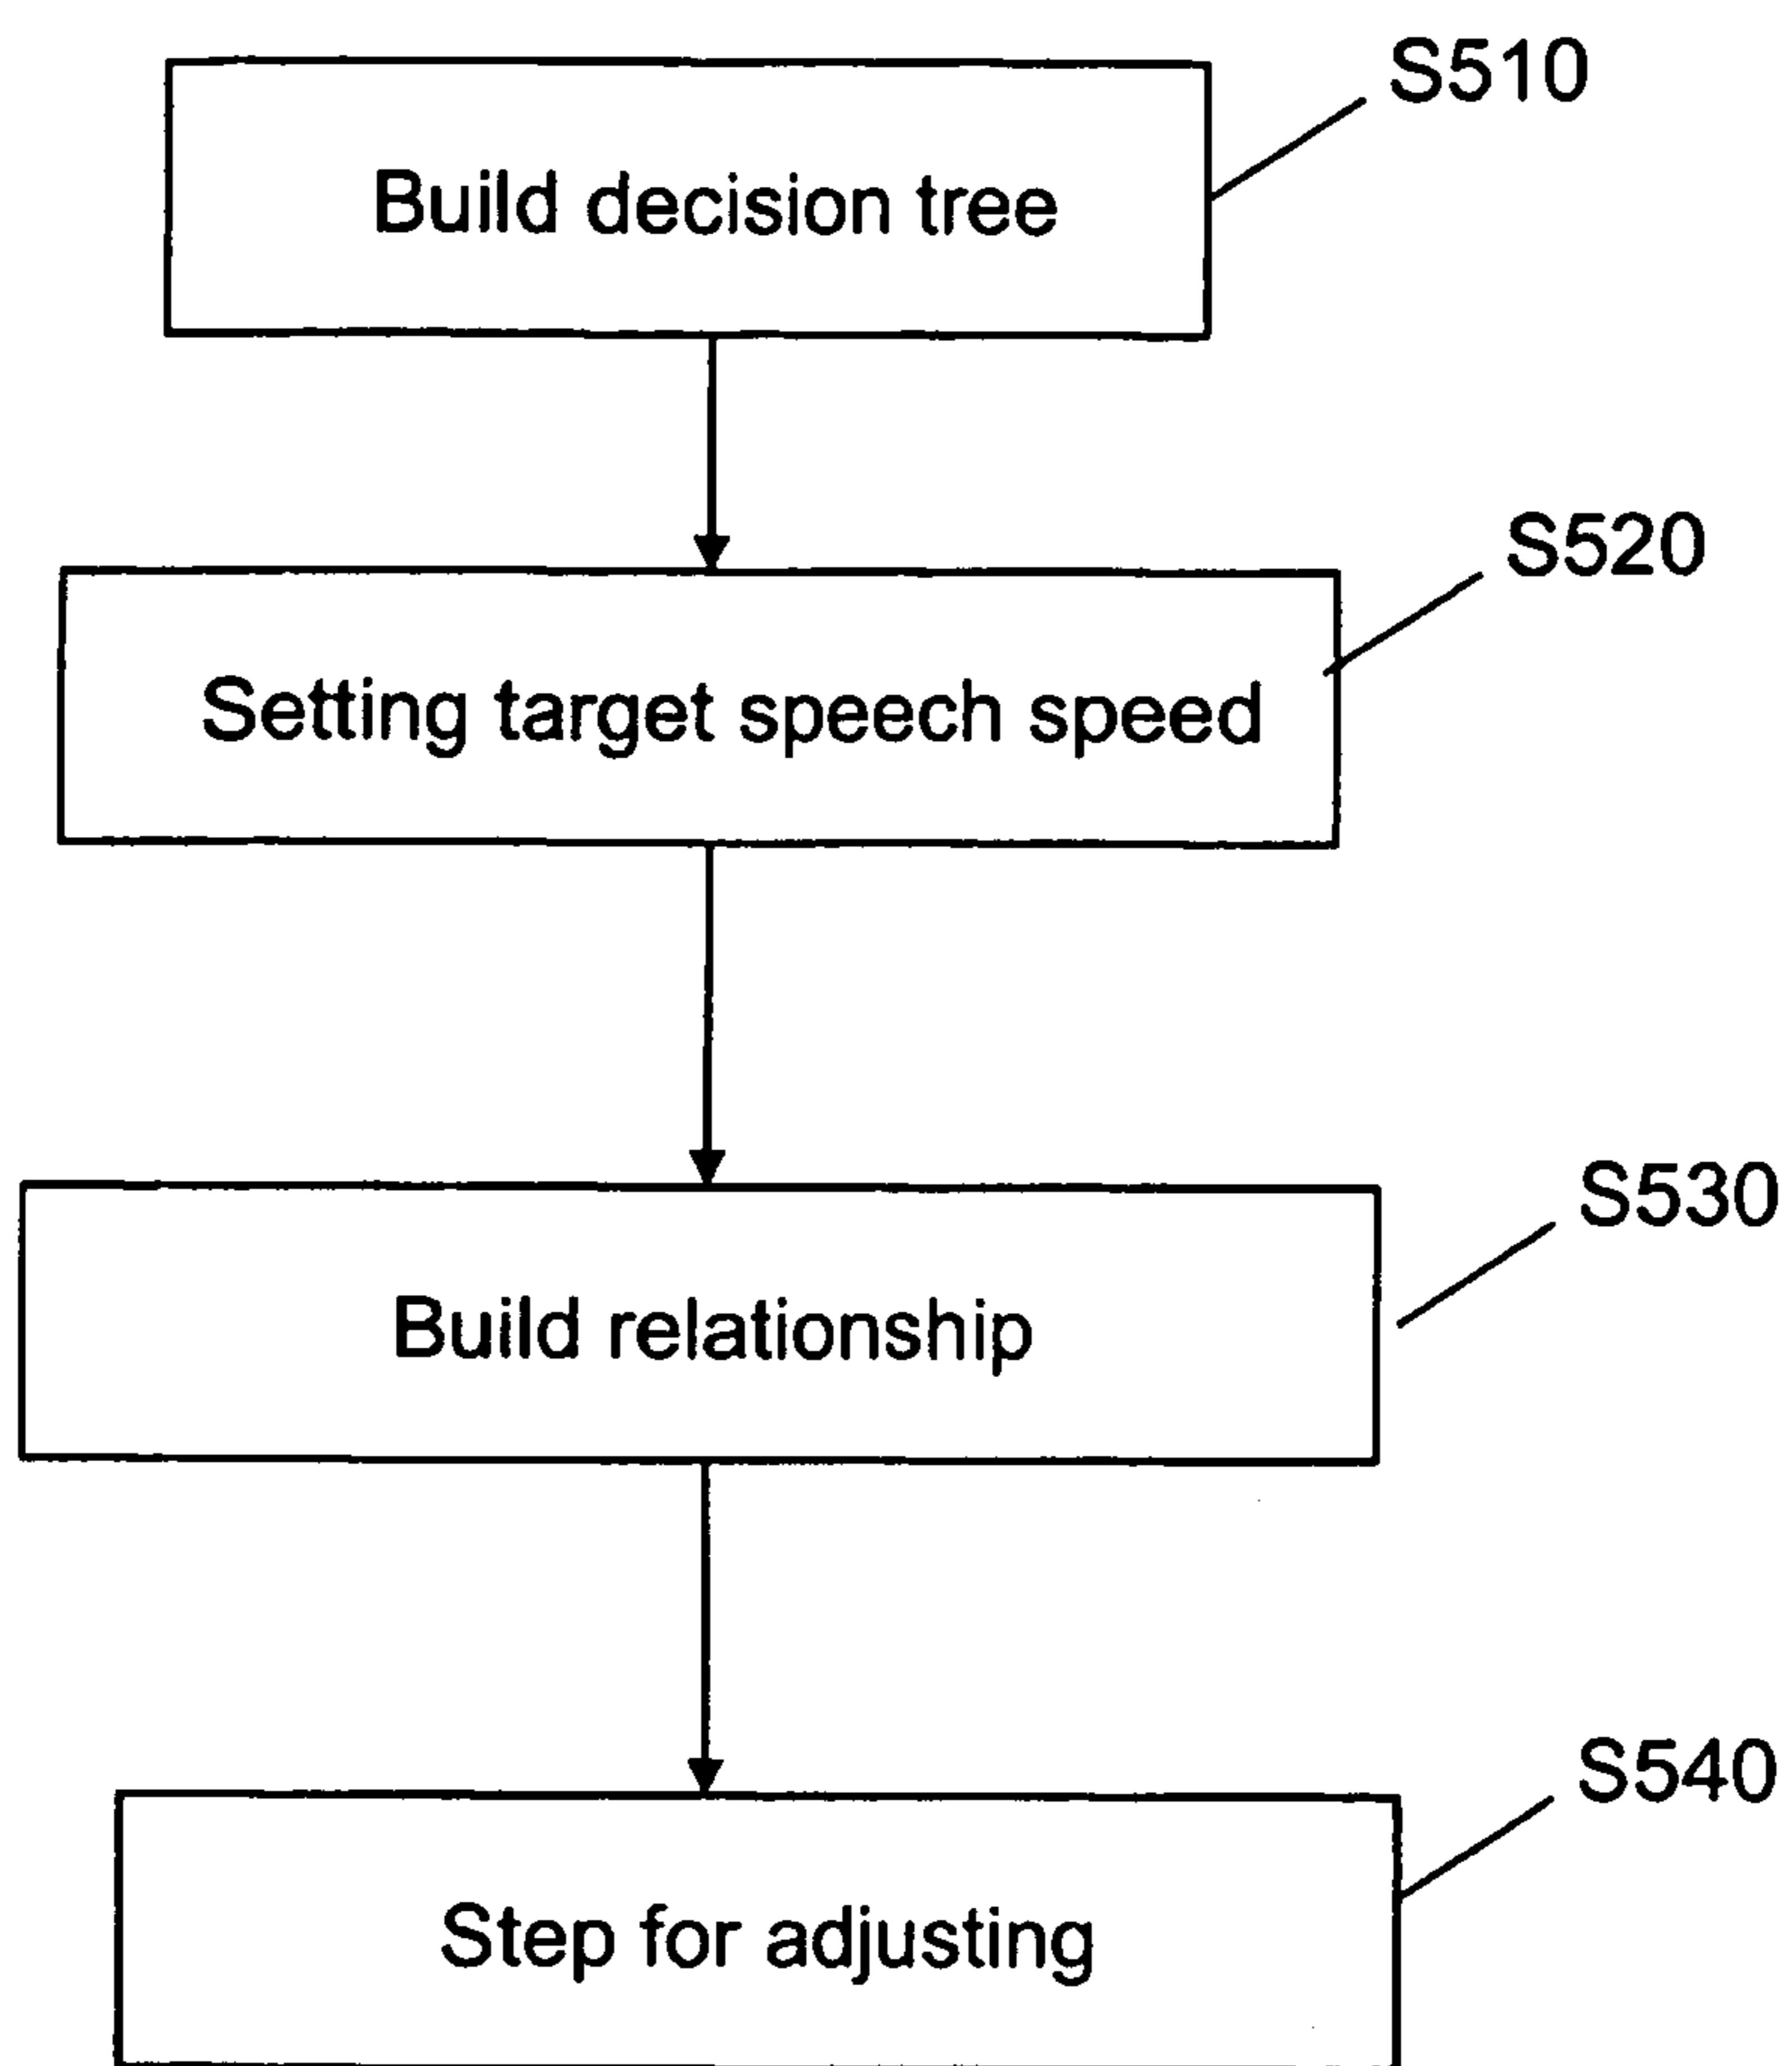 S510
Build decision tree
S520
Setting target speech speed
S530
Build relationship
S540
Step for adjusting